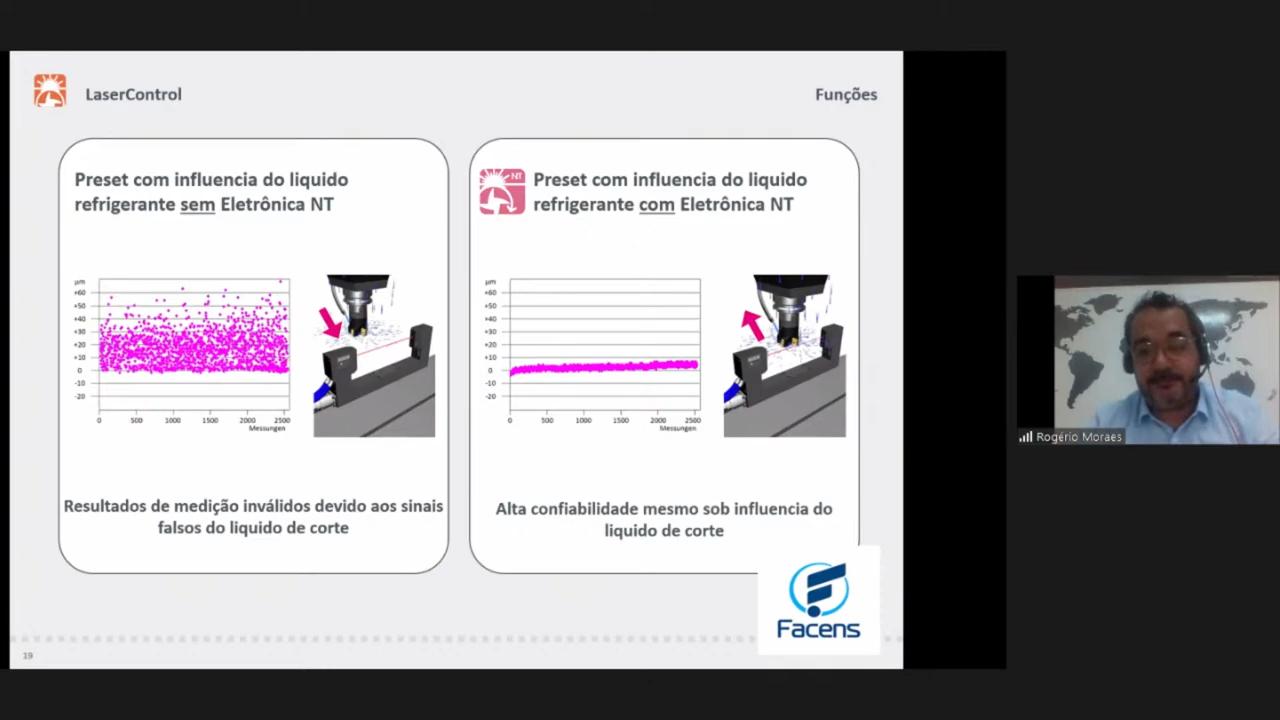 LaserControl
Funções
Preset com influencia do liquido
refrigerante sem Eletrônica NT
µm
+60
+50
+40
+30
+20
+10
0
-10
-20
0 500 1000 1500 2000 2500
Messungen
Resultados de medição inválidos devido aos sinais
falsos do liquido de corte
NT
Preset com influencia do liquido
refrigerante com Eletrônica NT
µm
+60
+50
+40
+30
+20
+10
0
-10
-20
0 500 1000 1500 2000 2500
Messungen
Alta confiabilidade mesmo sob influencia do
liquido de corte
Facens
19
Rogério Moraes